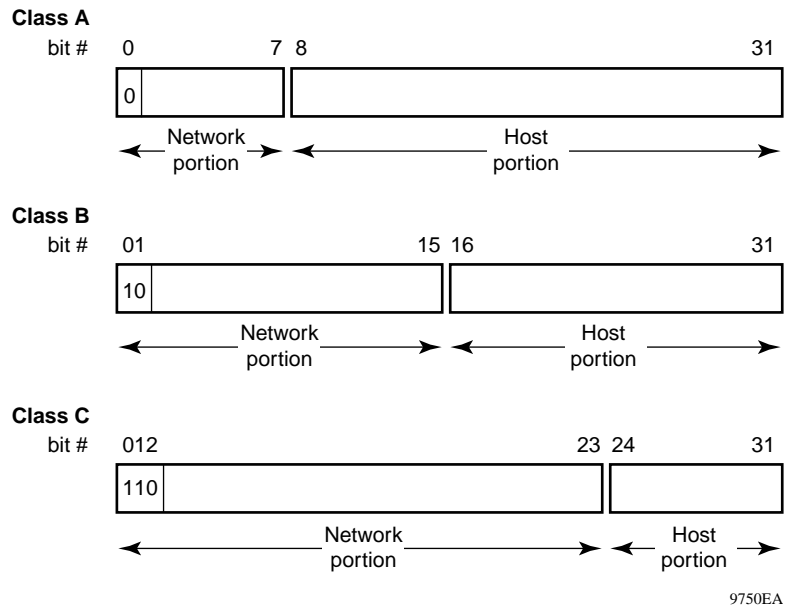 Class A
bit # 0 7 8 31
0
Network portion Host portion
Class B
bit # 01 15 16 31
10
Network portion Host portion
Class C
bit # 012 23 24 31
110
Network portion Host portion
9750EA